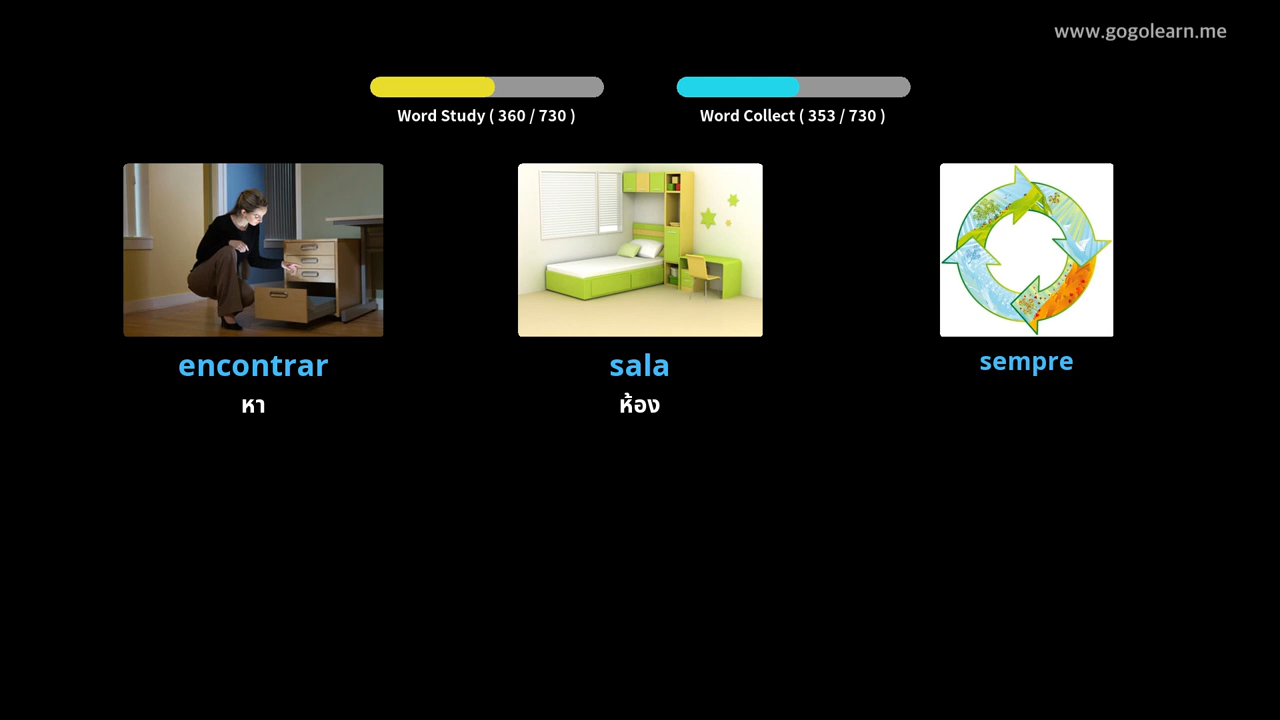 www.gogolearn.me
Word Study ( 360 / 730 )
Word Collect ( 353 / 730 )
encontrar
หา
sala
ห้อง
sempre